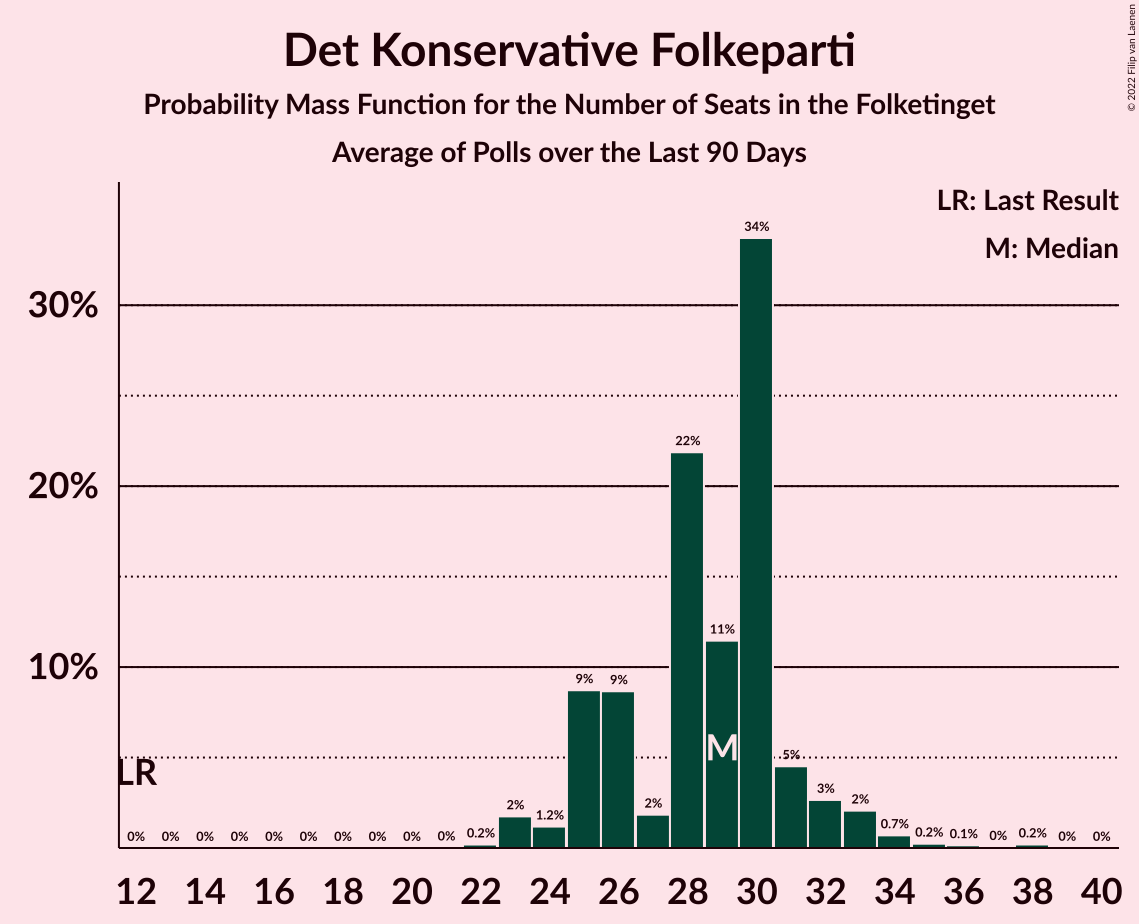 Det Konservative Folkeparti
Probability Mass Function for the Number of Seats in the Folketinget
Average of Polls over the Last 90 Days
© 2022 Filip van Laenen
LR: Last Result
M: Median
34%
30%
22%
20%
11%
10%
9%
9%
M
5%
LR
3%
2%
2%
2%
1.2%
0.7%
0% 0% 0% 0% 0% 0% 0% 0% 0% 0% 0.2% 0.2% 0.1% 0% 0.2% 0% 0%
12 14 16 18 20 22 24 26 28 30 32 34 36 38 40